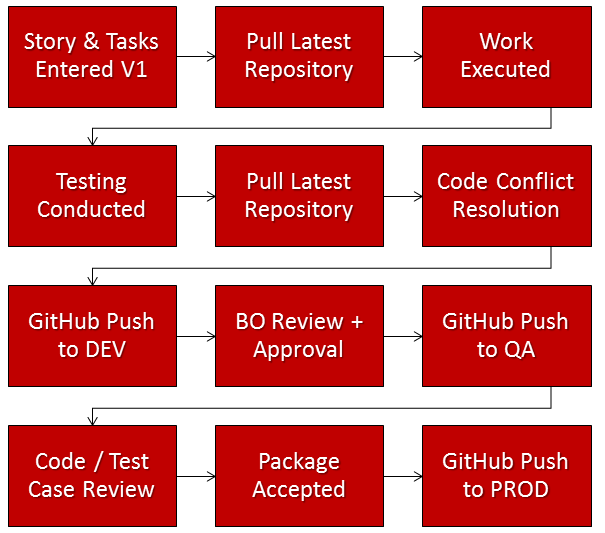 Story & Tasks
Entered V1
Pull Latest
Repository
Work
Executed
Testing
Conducted
Pull Latest
Repository
Code Conflict
Resolution
GitHub Push
to DEV
BO Review +
Approval
GitHub Push
to QA
Code / Test
Case Review
Package
Accepted
GitHub Push
to PROD